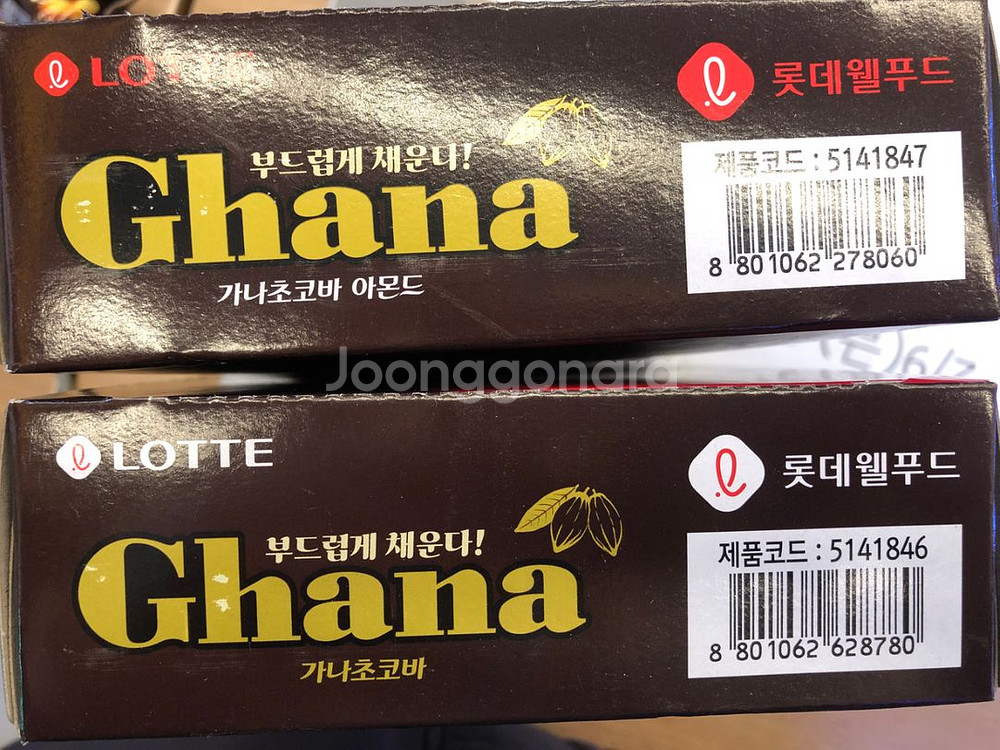 LOTTE
롯데웰푸드
부드럽게 채운다!
Ghana
가나초코바 아몬드
제품코드 : 5141847
8 801062 278060
Joonggonara
LOTTE
롯데웰푸드
부드럽게 채운다!
Ghana
가나초코바
제품코드 : 5141846
8 801062 628780